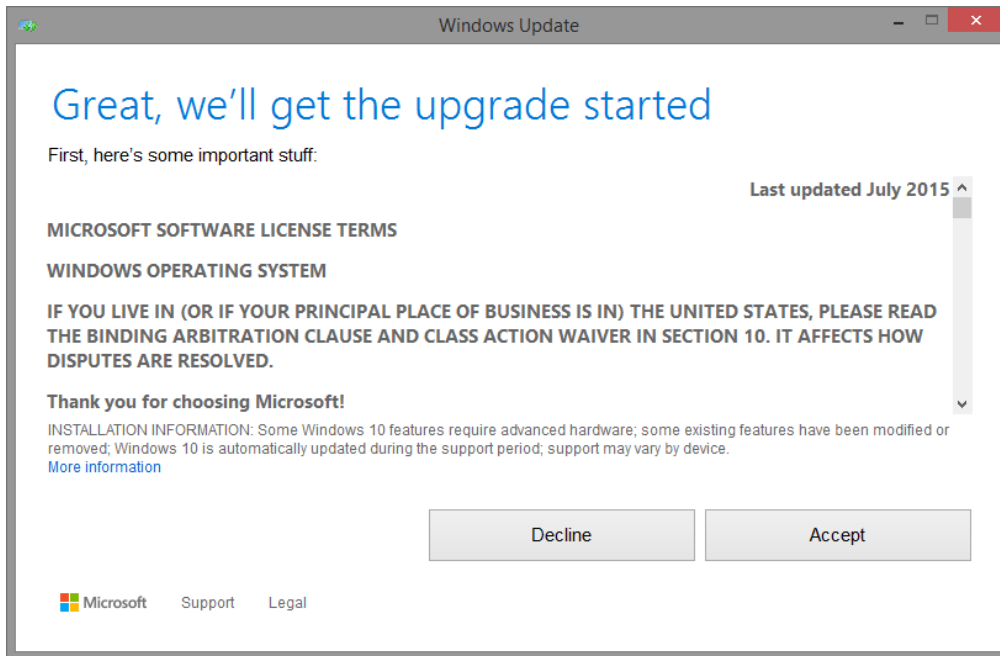 Windows Update
Great, we'll get the upgrade started
First, here's some important stuff:
Last updated July 2015
MICROSOFT SOFTWARE LICENSE TERMS
WINDOWS OPERATING SYSTEM
IF YOU LIVE IN (OR IF YOUR PRINCIPAL PLACE OF BUSINESS IS IN) THE UNITED STATES, PLEASE READ
THE BINDING ARBITRATION CLAUSE AND CLASS ACTION WAIVER IN SECTION 10. IT AFFECTS HOW
DISPUTES ARE RESOLVED.
Thank you for choosing Microsoft!
INSTALLATION INFORMATION: Some Windows 10 features require advanced hardware; some existing features have been modified or
removed; Windows 10 is automatically updated during the support period; support may vary by device.
More information
Decline
Accept
Microsoft
Support
Legal